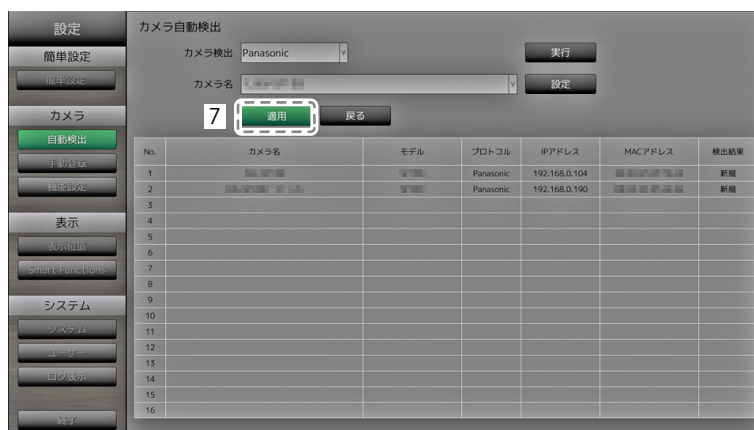 設定
簡単設定
簡単設定
カメラ
自動検出
手動登録
機能設定
表示
表示位置
Smart Functions
システム
システム
ユーザー
ログ表示
終了
カメラ自動検出
カメラ検出 Panasonic 実行
カメラ名 設定
7 適用 戻る
No. カメラ名 モデル プロトコル IPアドレス MACアドレス 検出結果
1 Panasonic 192.168.0.104 新規
2 Panasonic 192.168.0.190 新規
3
4
5
6
7
8
9
10
11
12
13
14
15
16